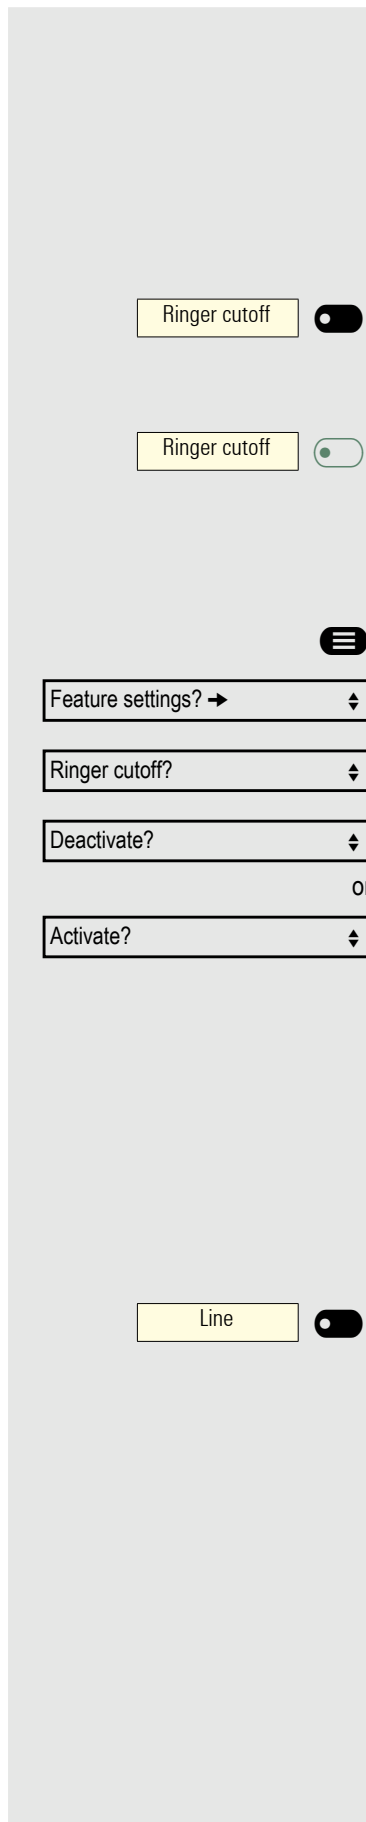 Ringer cutoff
Ringer cutoff
Feature settings? →
Ringer cutoff?
Deactivate?
Activate?
Line